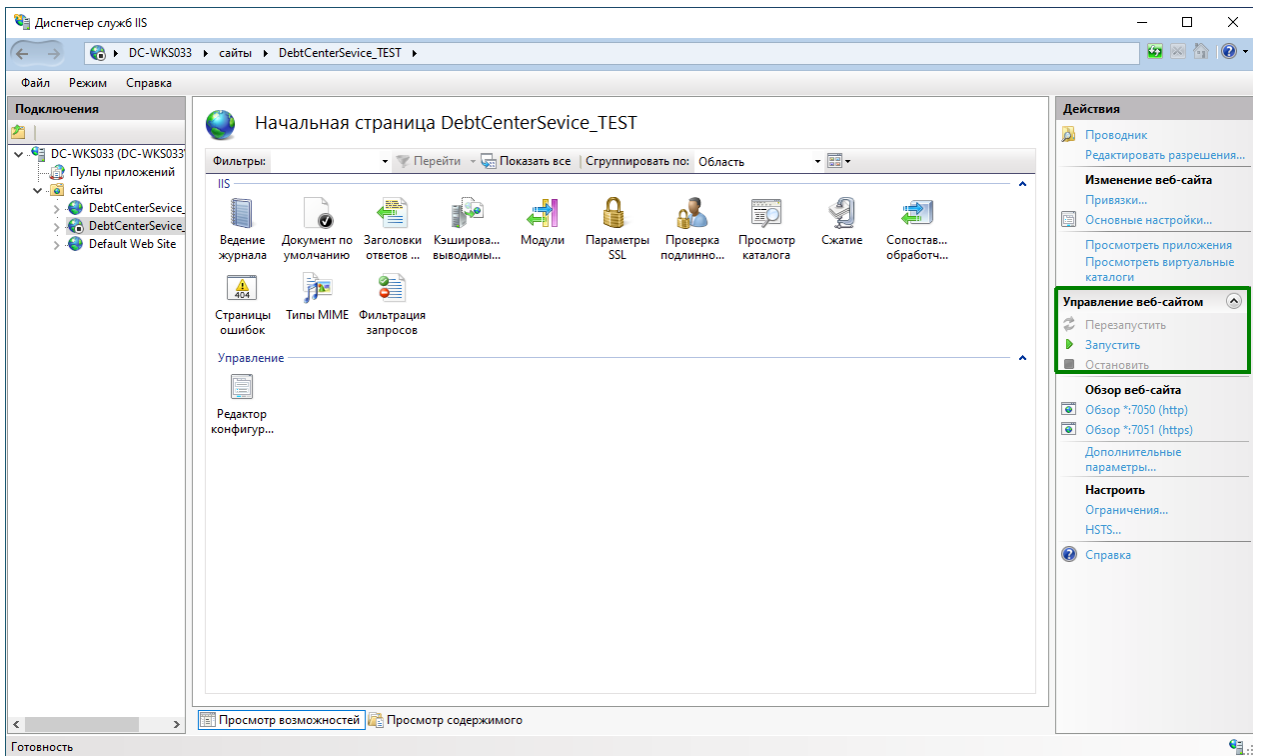 Диспетчер служб IIS
DC-WKS033 сайты DebtCenterSevice_TEST
Файл Режим Справка
Подключения
DC-WKS033 (DC-WKS033\
Пулы приложений
сайты
DebtCenterSevice_
DebtCenterSevice_
Default Web Site
Начальная страница DebtCenterSevice_TEST
Фильтры: Перейти Показать все Сгруппировать по: Область
IIS
Ведение журнала
Документ по умолчанию
Заголовки ответов ...
Кэширова... выводимы...
Модули
Параметры SSL
Проверка подлинно...
Просмотр каталога
Сжатие
Сопостав... обработч...
404
Страницы ошибок
Типы MIME
Фильтрация запросов
Управление
Редактор конфигур...
Просмотр возможностей Просмотр содержимого
Действия
Проводник
Редактировать разрешения...
Изменение веб-сайта
Привязки...
Основные настройки...
Просмотреть приложения
Просмотреть виртуальные
каталоги
Управление веб-сайтом
Перезапустить
Запустить
Остановить
Обзор веб-сайта
Обзор *:7050 (http)
Обзор *:7051 (https)
Дополнительные
параметры...
Настроить
Ограничения...
HSTS...
Справка
Готовность